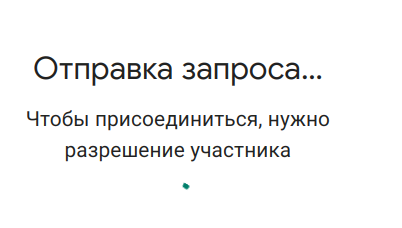 Отправка запроса...
Чтобы присоединиться, нужно
разрешение участника